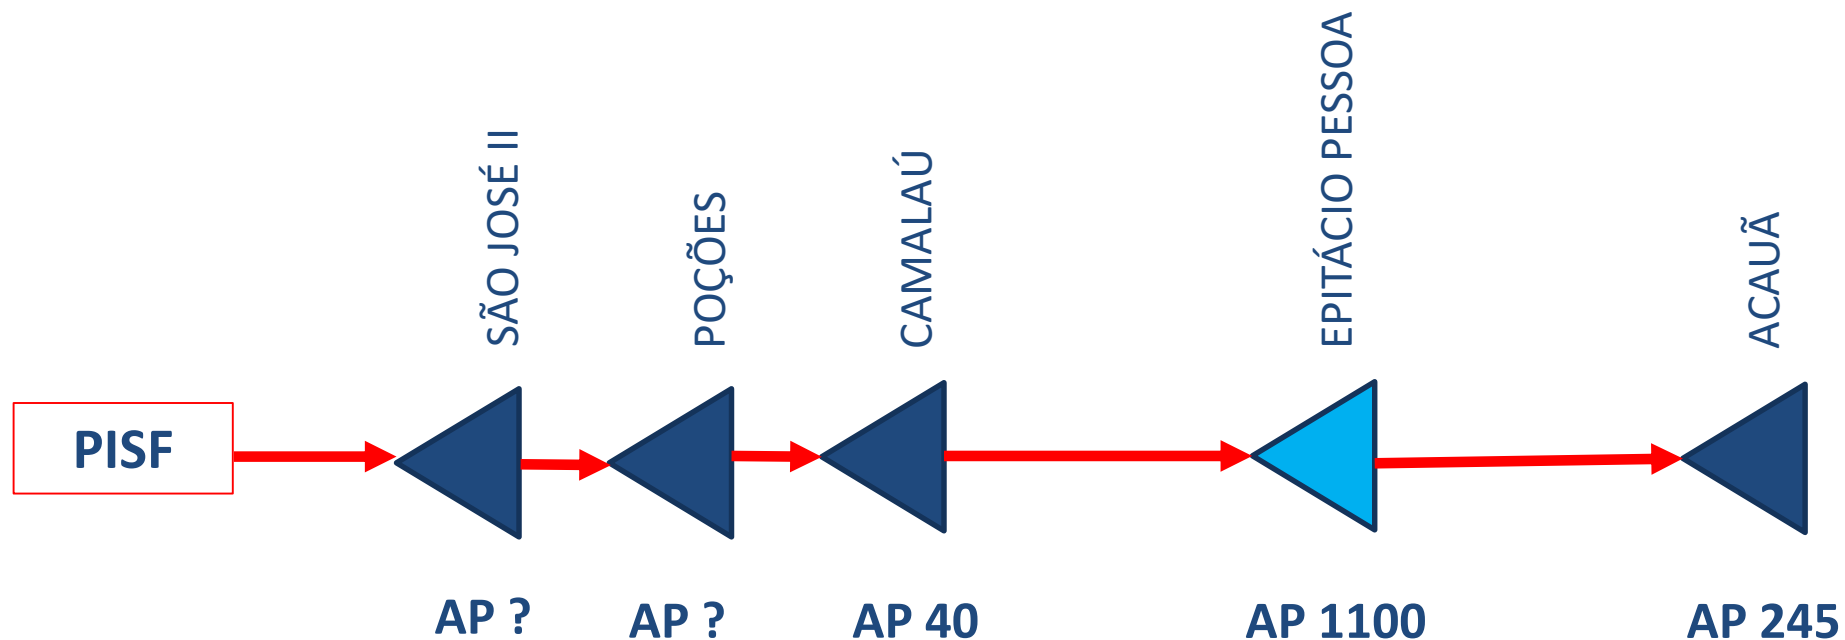 SÃO JOSÉ II
POÇÕES
CAMALAÚ
EPITÁCIO PESSOA
ACAUÃ
PISF
AP ?
AP ?
AP 40
AP 1100
AP 245